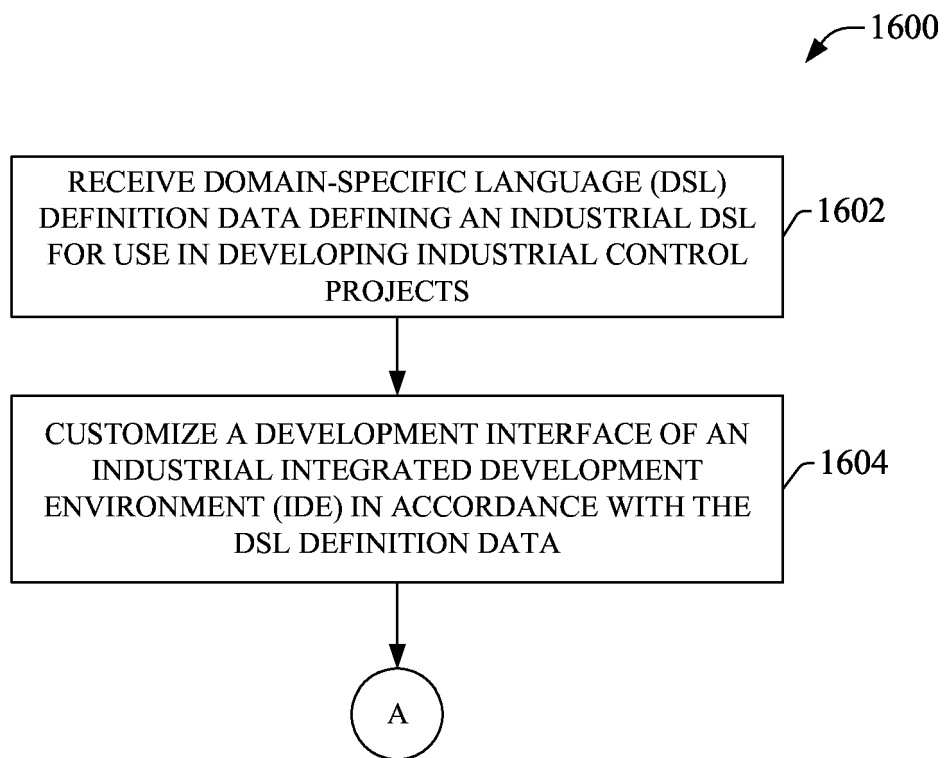 1600
RECEIVE DOMAIN-SPECIFIC LANGUAGE (DSL)
DEFINITION DATA DEFINING AN INDUSTRIAL DSL
FOR USE IN DEVELOPING INDUSTRIAL CONTROL
PROJECTS
1602
CUSTOMIZE A DEVELOPMENT INTERFACE OF AN
INDUSTRIAL INTEGRATED DEVELOPMENT
ENVIRONMENT (IDE) IN ACCORDANCE WITH THE
DSL DEFINITION DATA
1604
A